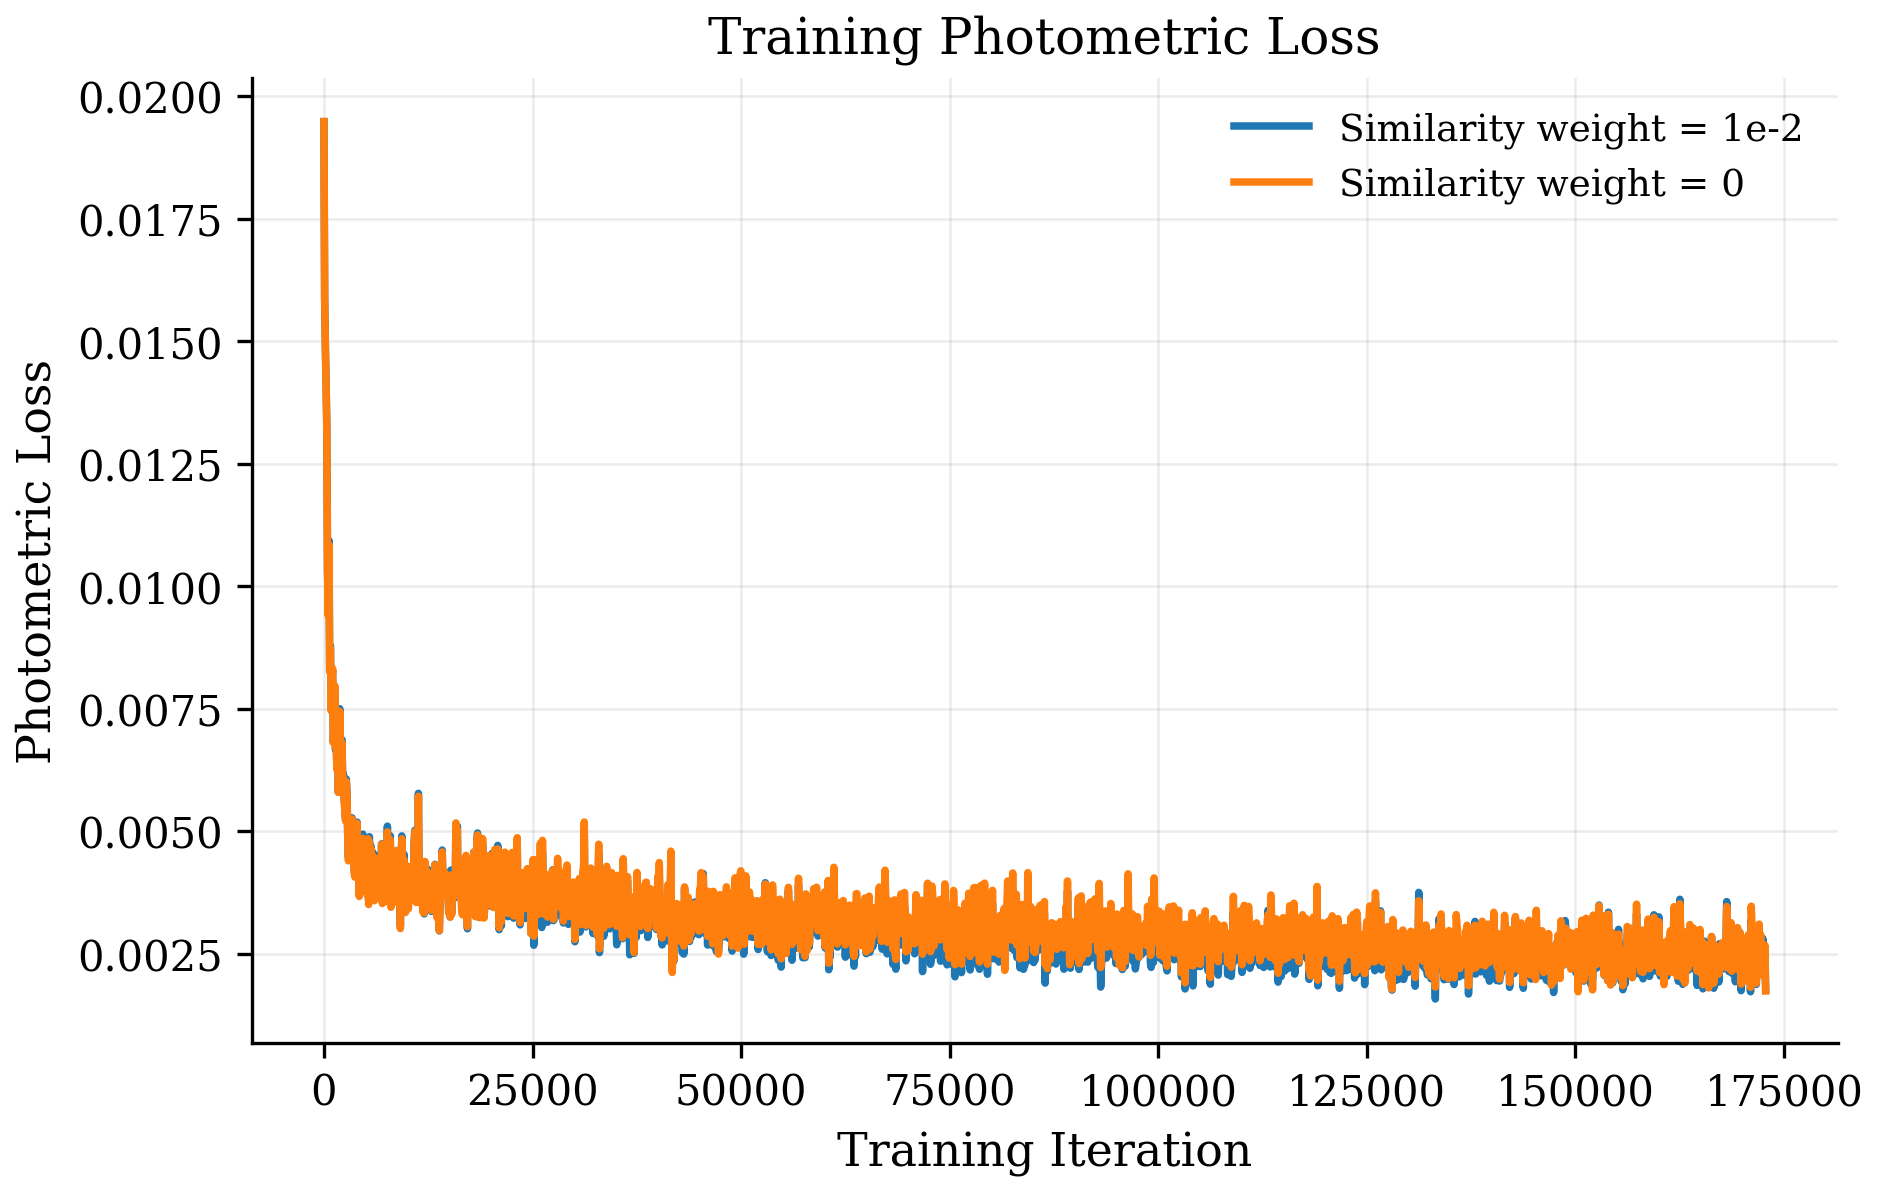 Training Photometric Loss
0.0200
0.0175
0.0150
0.0125
0.0100
0.0075
0.0050
0.0025
Photometric Loss
Similarity weight = 1e-2
Similarity weight = 0
0 25000 50000 75000 100000 125000 150000 175000
Training Iteration